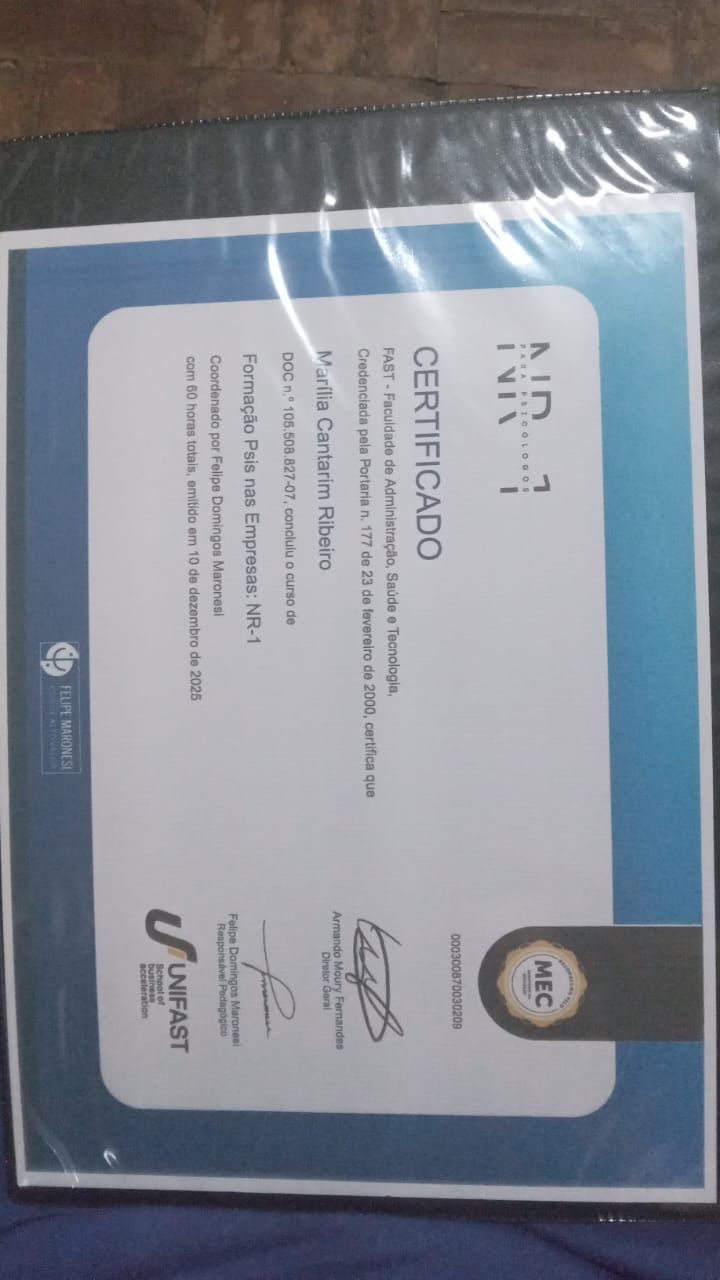 NR-1
PARA PSICÓLOGOS
CERTIFICADO
FAST - Faculdade de Administração, Saúde e Tecnologia,
Credenciada pela Portaria n. 177 de 23 de fevereiro de 2000, certifica que
Marília Cantarim Ribeiro
DOC n.º 105.508.827-07, concluiu o curso de
Formação Psis nas Empresas: NR-1
Coordenado por Felipe Domingos Maronesi
com 60 horas totais, emitido em 10 de dezembro de 2025
MEC
000300870030209
Armando Moury Fernandes
Diretor Geral
Felipe Domingos Maronesi
Responsável Pedagógico
UNIFAST
School of
business
acceleration
FELIPE MARONESI